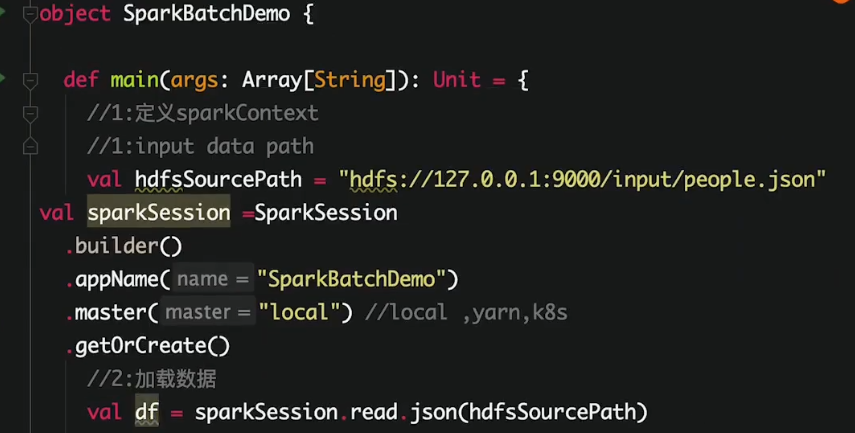 object SparkBatchDemo {
def main(args: Array[String]): Unit = {
//1:定义sparkContext
//1:input data path
val hdfsSourcePath = "hdfs://127.0.0.1:9000/input/people.json"
val sparkSession =SparkSession
.builder()
.appName( name = "SparkBatchDemo")
.master( master = "local") //local ,yarn,k8s
.getOrCreate()
//2:加载数据
val df = sparkSession.read.json(hdfsSourcePath)